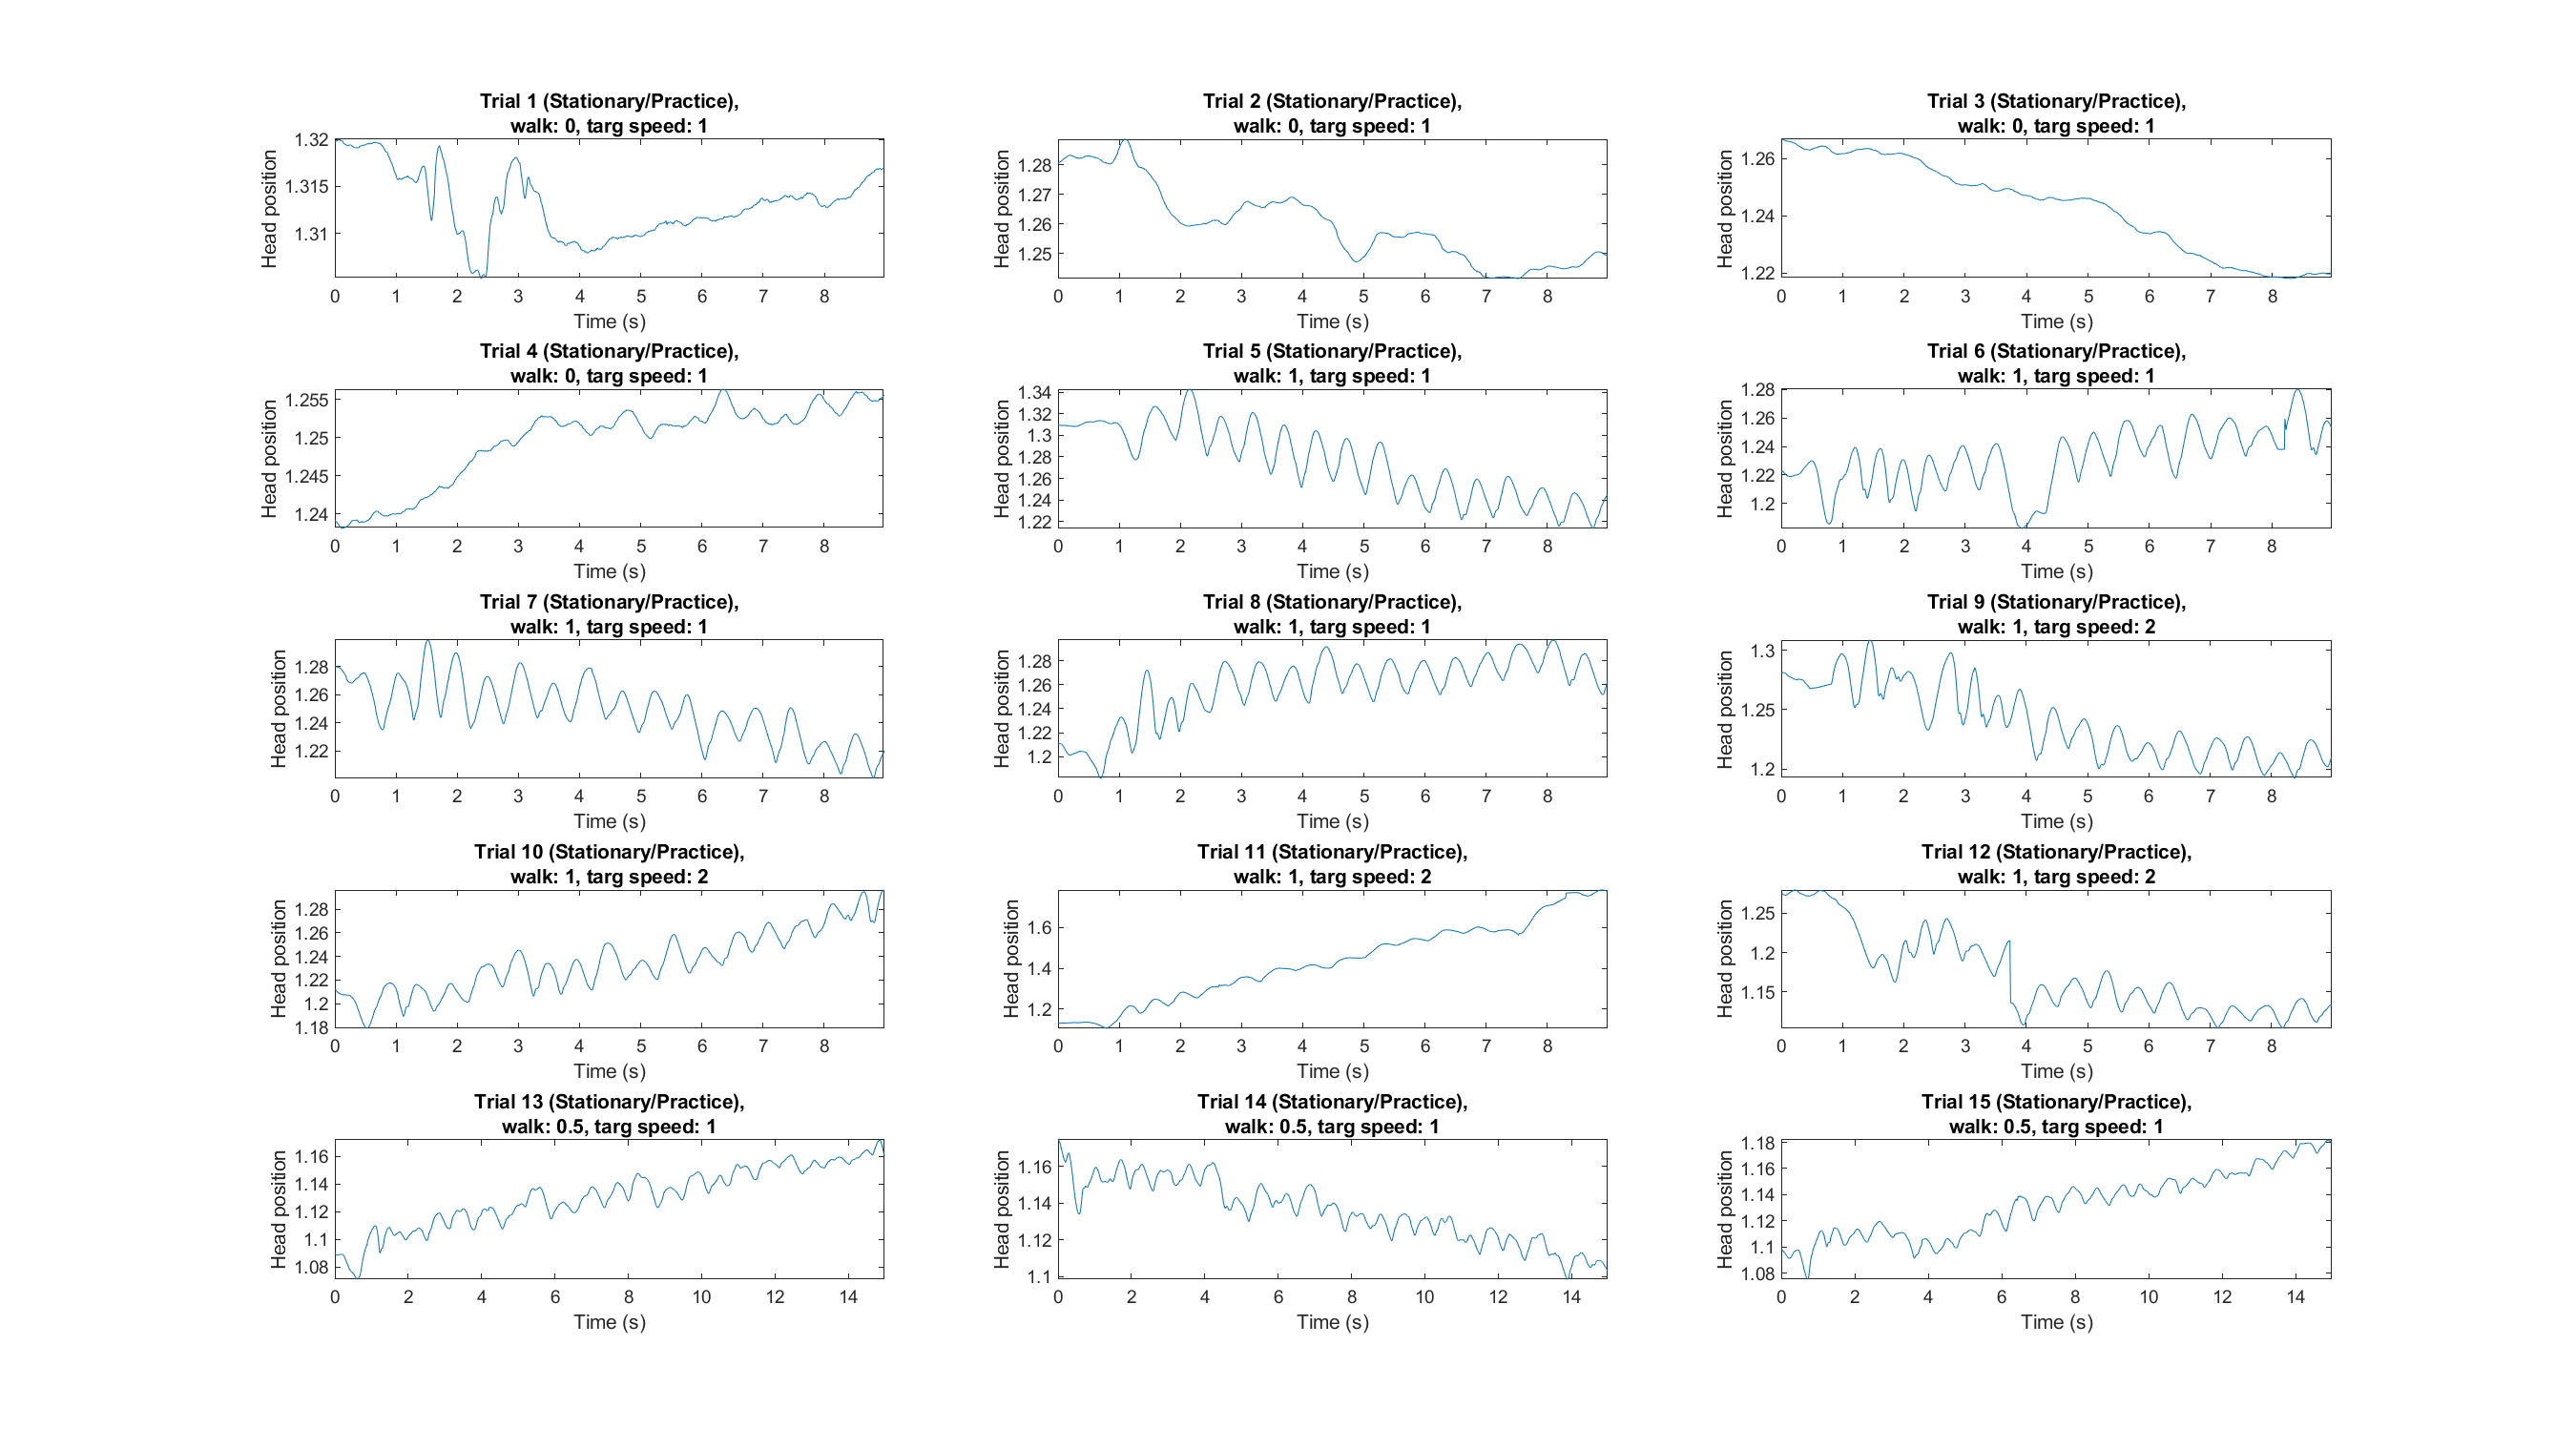 Trial 1 (Stationary/Practice),
walk: 0, targ speed: 1
Head position
1.32
1.315
1.31
0 1 2 3 4 5 6 7 8
Time (s)
Trial 2 (Stationary/Practice),
walk: 0, targ speed: 1
Head position
1.28
1.27
1.26
1.25
0 1 2 3 4 5 6 7 8
Time (s)
Trial 3 (Stationary/Practice),
walk: 0, targ speed: 1
Head position
1.26
1.24
1.22
0 1 2 3 4 5 6 7 8
Time (s)
Trial 4 (Stationary/Practice),
walk: 0, targ speed: 1
Head position
1.255
1.25
1.245
1.24
0 1 2 3 4 5 6 7 8
Time (s)
Trial 5 (Stationary/Practice),
walk: 1, targ speed: 1
Head position
1.34
1.32
1.3
1.28
1.26
1.24
1.22
0 1 2 3 4 5 6 7 8
Time (s)
Trial 6 (Stationary/Practice),
walk: 1, targ speed: 1
Head position
1.28
1.26
1.24
1.22
1.2
0 1 2 3 4 5 6 7 8
Time (s)
Trial 7 (Stationary/Practice),
walk: 1, targ speed: 1
Head position
1.28
1.26
1.24
1.22
0 1 2 3 4 5 6 7 8
Time (s)
Trial 8 (Stationary/Practice),
walk: 1, targ speed: 1
Head position
1.28
1.26
1.24
1.22
1.2
0 1 2 3 4 5 6 7 8
Time (s)
Trial 9 (Stationary/Practice),
walk: 1, targ speed: 2
Head position
1.3
1.25
1.2
0 1 2 3 4 5 6 7 8
Time (s)
Trial 10 (Stationary/Practice),
walk: 1, targ speed: 2
Head position
1.28
1.26
1.24
1.22
1.2
1.18
0 1 2 3 4 5 6 7 8
Time (s)
Trial 11 (Stationary/Practice),
walk: 1, targ speed: 2
Head position
1.6
1.4
1.2
0 1 2 3 4 5 6 7 8
Time (s)
Trial 12 (Stationary/Practice),
walk: 1, targ speed: 2
Head position
1.25
1.2
1.15
0 1 2 3 4 5 6 7 8
Time (s)
Trial 13 (Stationary/Practice),
walk: 0.5, targ speed: 1
Head position
1.16
1.14
1.12
1.1
1.08
0 2 4 6 8 10 12 14
Time (s)
Trial 14 (Stationary/Practice),
walk: 0.5, targ speed: 1
Head position
1.16
1.14
1.12
1.1
0 2 4 6 8 10 12 14
Time (s)
Trial 15 (Stationary/Practice),
walk: 0.5, targ speed: 1
Head position
1.18
1.16
1.14
1.12
1.1
1.08
0 2 4 6 8 10 12 14
Time (s)